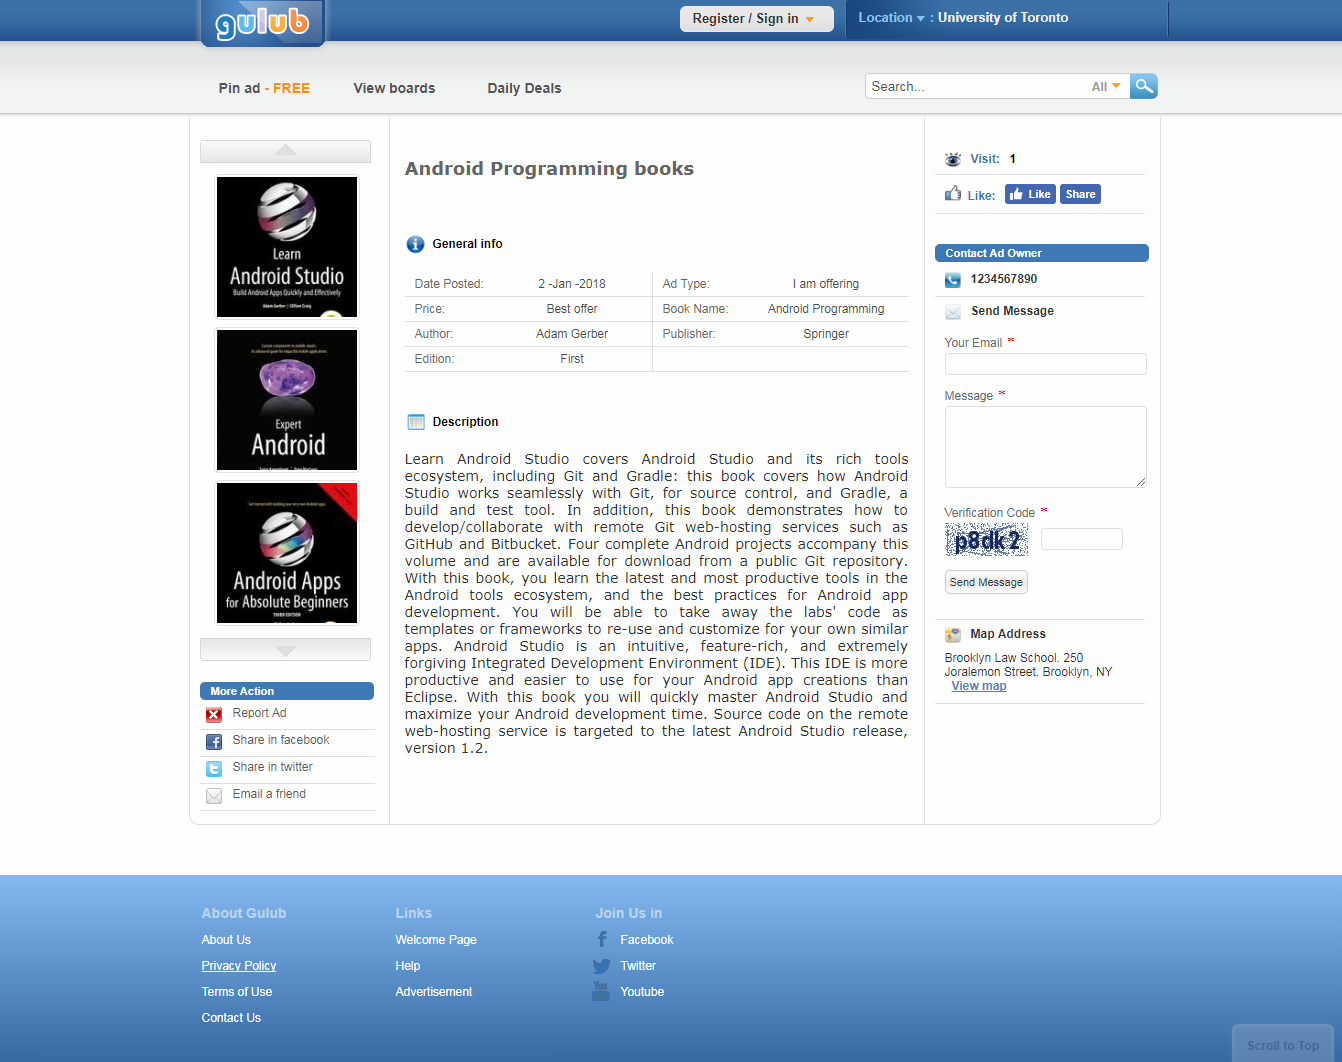 gulub
Register / Sign in
Location : University of Toronto
Pin ad - FREE
View boards
Daily Deals
Search...
All
Learn
Android Studio
Build Android Apps Quickly and Effectively
Adam Gerber | Clifton Craig
Expert
Android
Android Apps
for Absolute Beginners
THIRD EDITION
More Action
Report Ad
Share in facebook
Share in twitter
Email a friend
Android Programming books
General info
Date Posted: 2 -Jan -2018 Ad Type: I am offering
Price: Best offer Book Name: Android Programming
Author: Adam Gerber Publisher: Springer
Edition: First
Description
Learn Android Studio covers Android Studio and its rich tools
ecosystem, including Git and Gradle: this book covers how Android
Studio works seamlessly with Git, for source control, and Gradle, a
build and test tool. In addition, this book demonstrates how to
develop/collaborate with remote Git web-hosting services such as
GitHub and Bitbucket. Four complete Android projects accompany this
volume and are available for download from a public Git repository.
With this book, you learn the latest and most productive tools in the
Android tools ecosystem, and the best practices for Android app
development. You will be able to take away the labs' code as
templates or frameworks to re-use and customize for your own similar
apps. Android Studio is an intuitive, feature-rich, and extremely
forgiving Integrated Development Environment (IDE). This IDE is more
productive and easier to use for your Android app creations than
Eclipse. With this book you will quickly master Android Studio and
maximize your Android development time. Source code on the remote
web-hosting service is targeted to the latest Android Studio release,
version 1.2.
Visit: 1
Like: Like Share
Contact Ad Owner
1234567890
Send Message
Your Email *
Message *
Verification Code *
p8dk2
Send Message
Map Address
Brooklyn Law School. 250
Joralemon Street. Brooklyn, NY
View map
About Gulub
About Us
Privacy Policy
Terms of Use
Contact Us
Links
Welcome Page
Help
Advertisement
Join Us in
Facebook
Twitter
You
Youtube
Scroll to Top